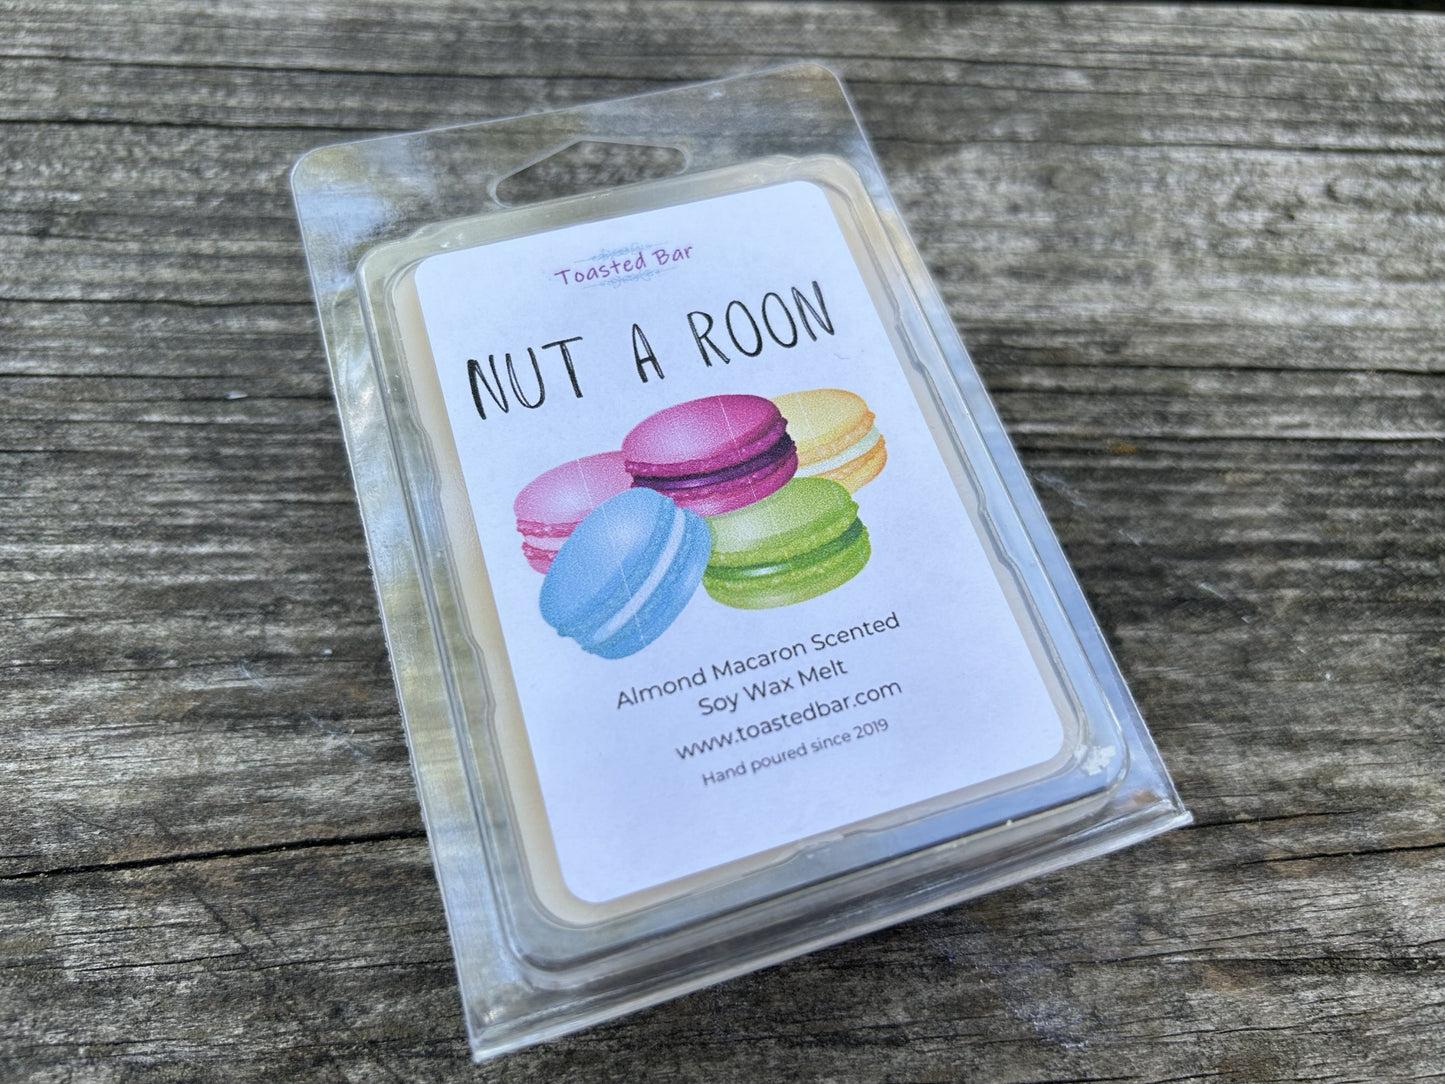 Toasted Bar
NUT A ROON
Almond Macaron Scented
Soy Wax Melt
www.toastedbar.com
Hand poured since 2019